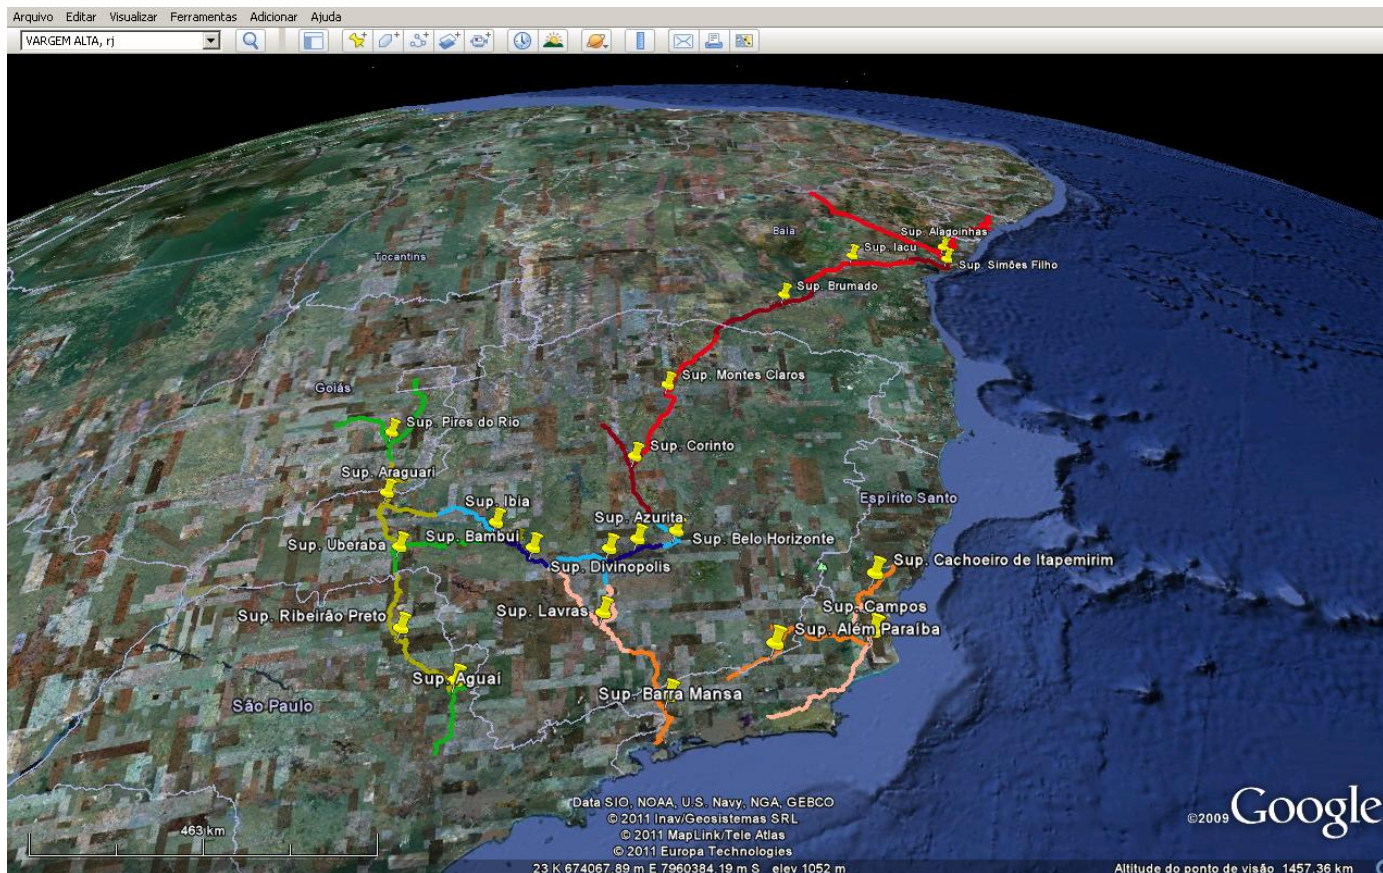 Arquivo Editar Visualizar Ferramentas Adicionar Ajuda
VARGEM ALTA, rj
Baía
Sup. Alagoinhas
Sup. Iacu
Sup. Simões Filho
Tocantins
Sup. Brumado
Sup. Montes Claros
Goiás
Sup. Pires do Rio
Sup. Corinto
Sup. Araguari
Sup. Ibia
Espírito Santo
Sup. Azurita
Sup. Uberaba
Sup. Bambuí
Sup. Belo Horizonte
Sup. Divinopolis
Sup. Cachoeiro de Itapemirim
Sup. Ribeirão Preto
Sup. Lavras
Sup. Campos
Sup. Além Paraíba
Sup. Aguaí
Sup. Barra Mansa
São Paulo
Data SIO, NOAA, U.S. Navy, NGA, GEBCO
© 2011 Inav/Geosistemas SRL
© 2011 MapLink/Tele Atlas
© 2011 Europa Technologies
©2009 Google
463 km
23 K 674067.89 m E 7960384.19 m S elev 1052 m
Altitude do ponto de visão 1457.36 km